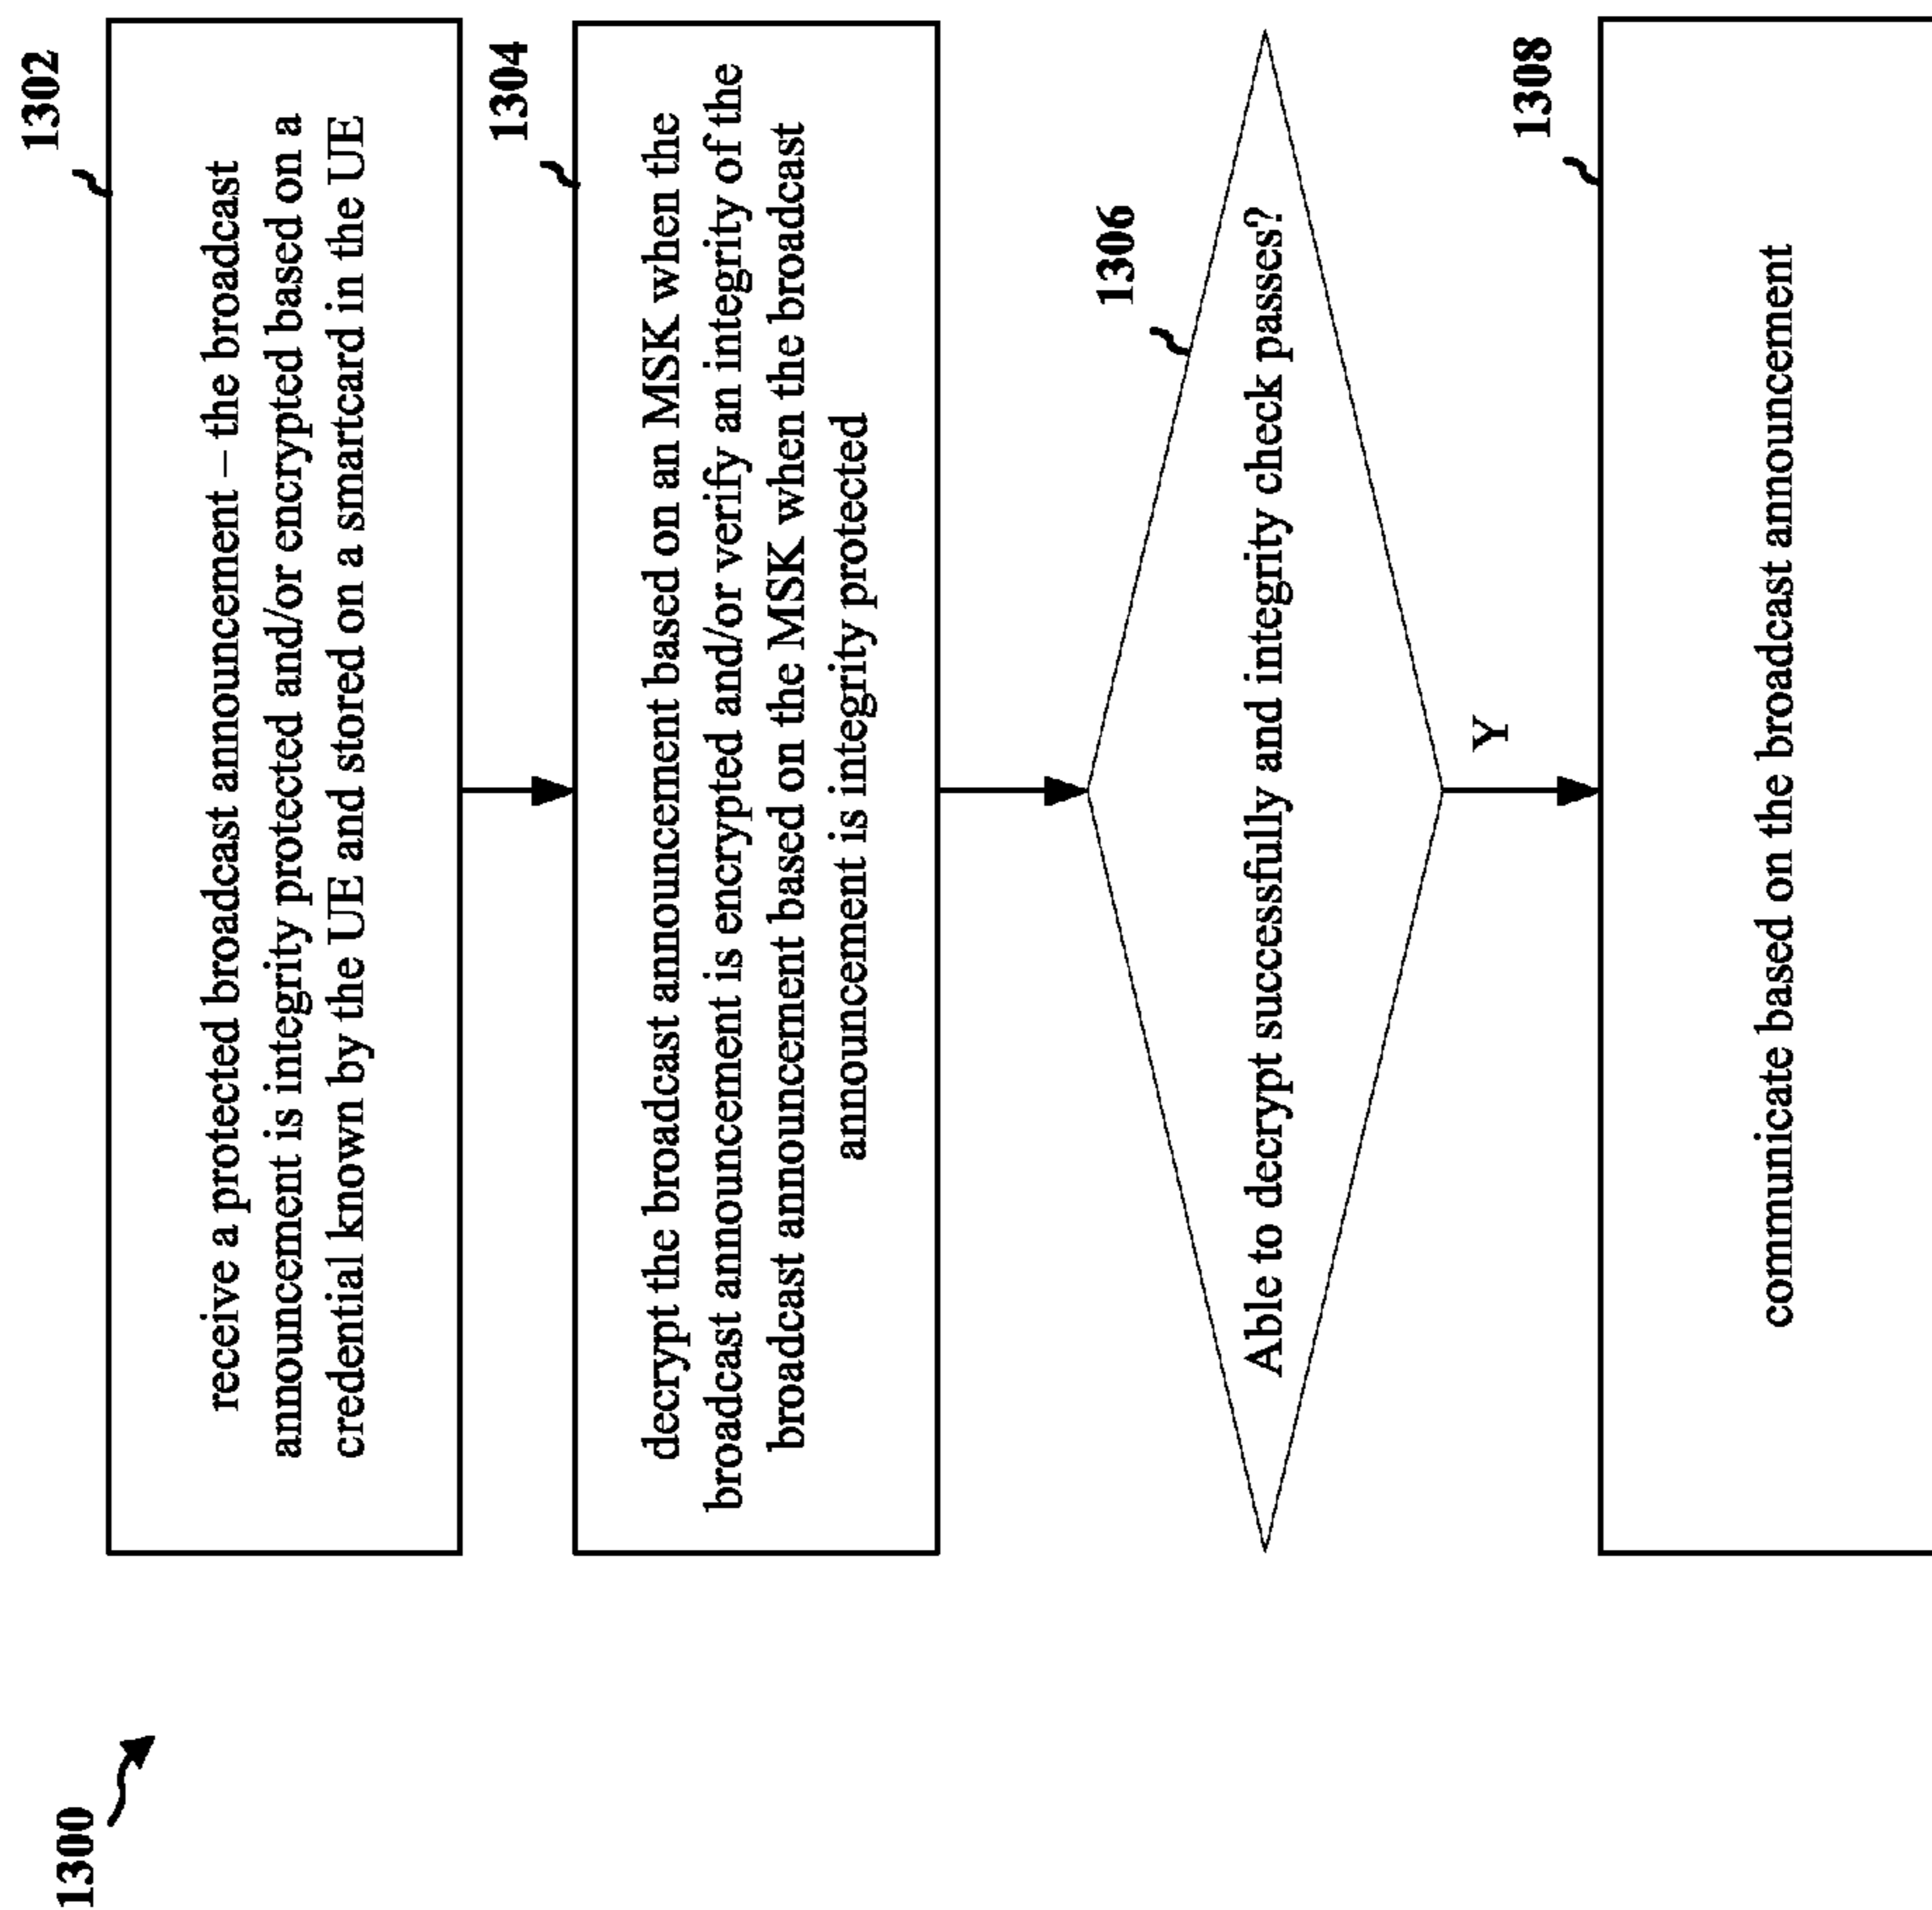 1300
1302
receive a protected broadcast announcement – the broadcast
announcement is integrity protected and/or encrypted based on a
credential known by the UE and stored on a smartcard in the UE
1304
decrypt the broadcast announcement based on an MSK when the
broadcast announcement is encrypted and/or verify an integrity of the
broadcast announcement based on the MSK when the broadcast
announcement is integrity protected
1306
Able to decrypt successfully and integrity check passes?
Y
1308
communicate based on the broadcast announcement